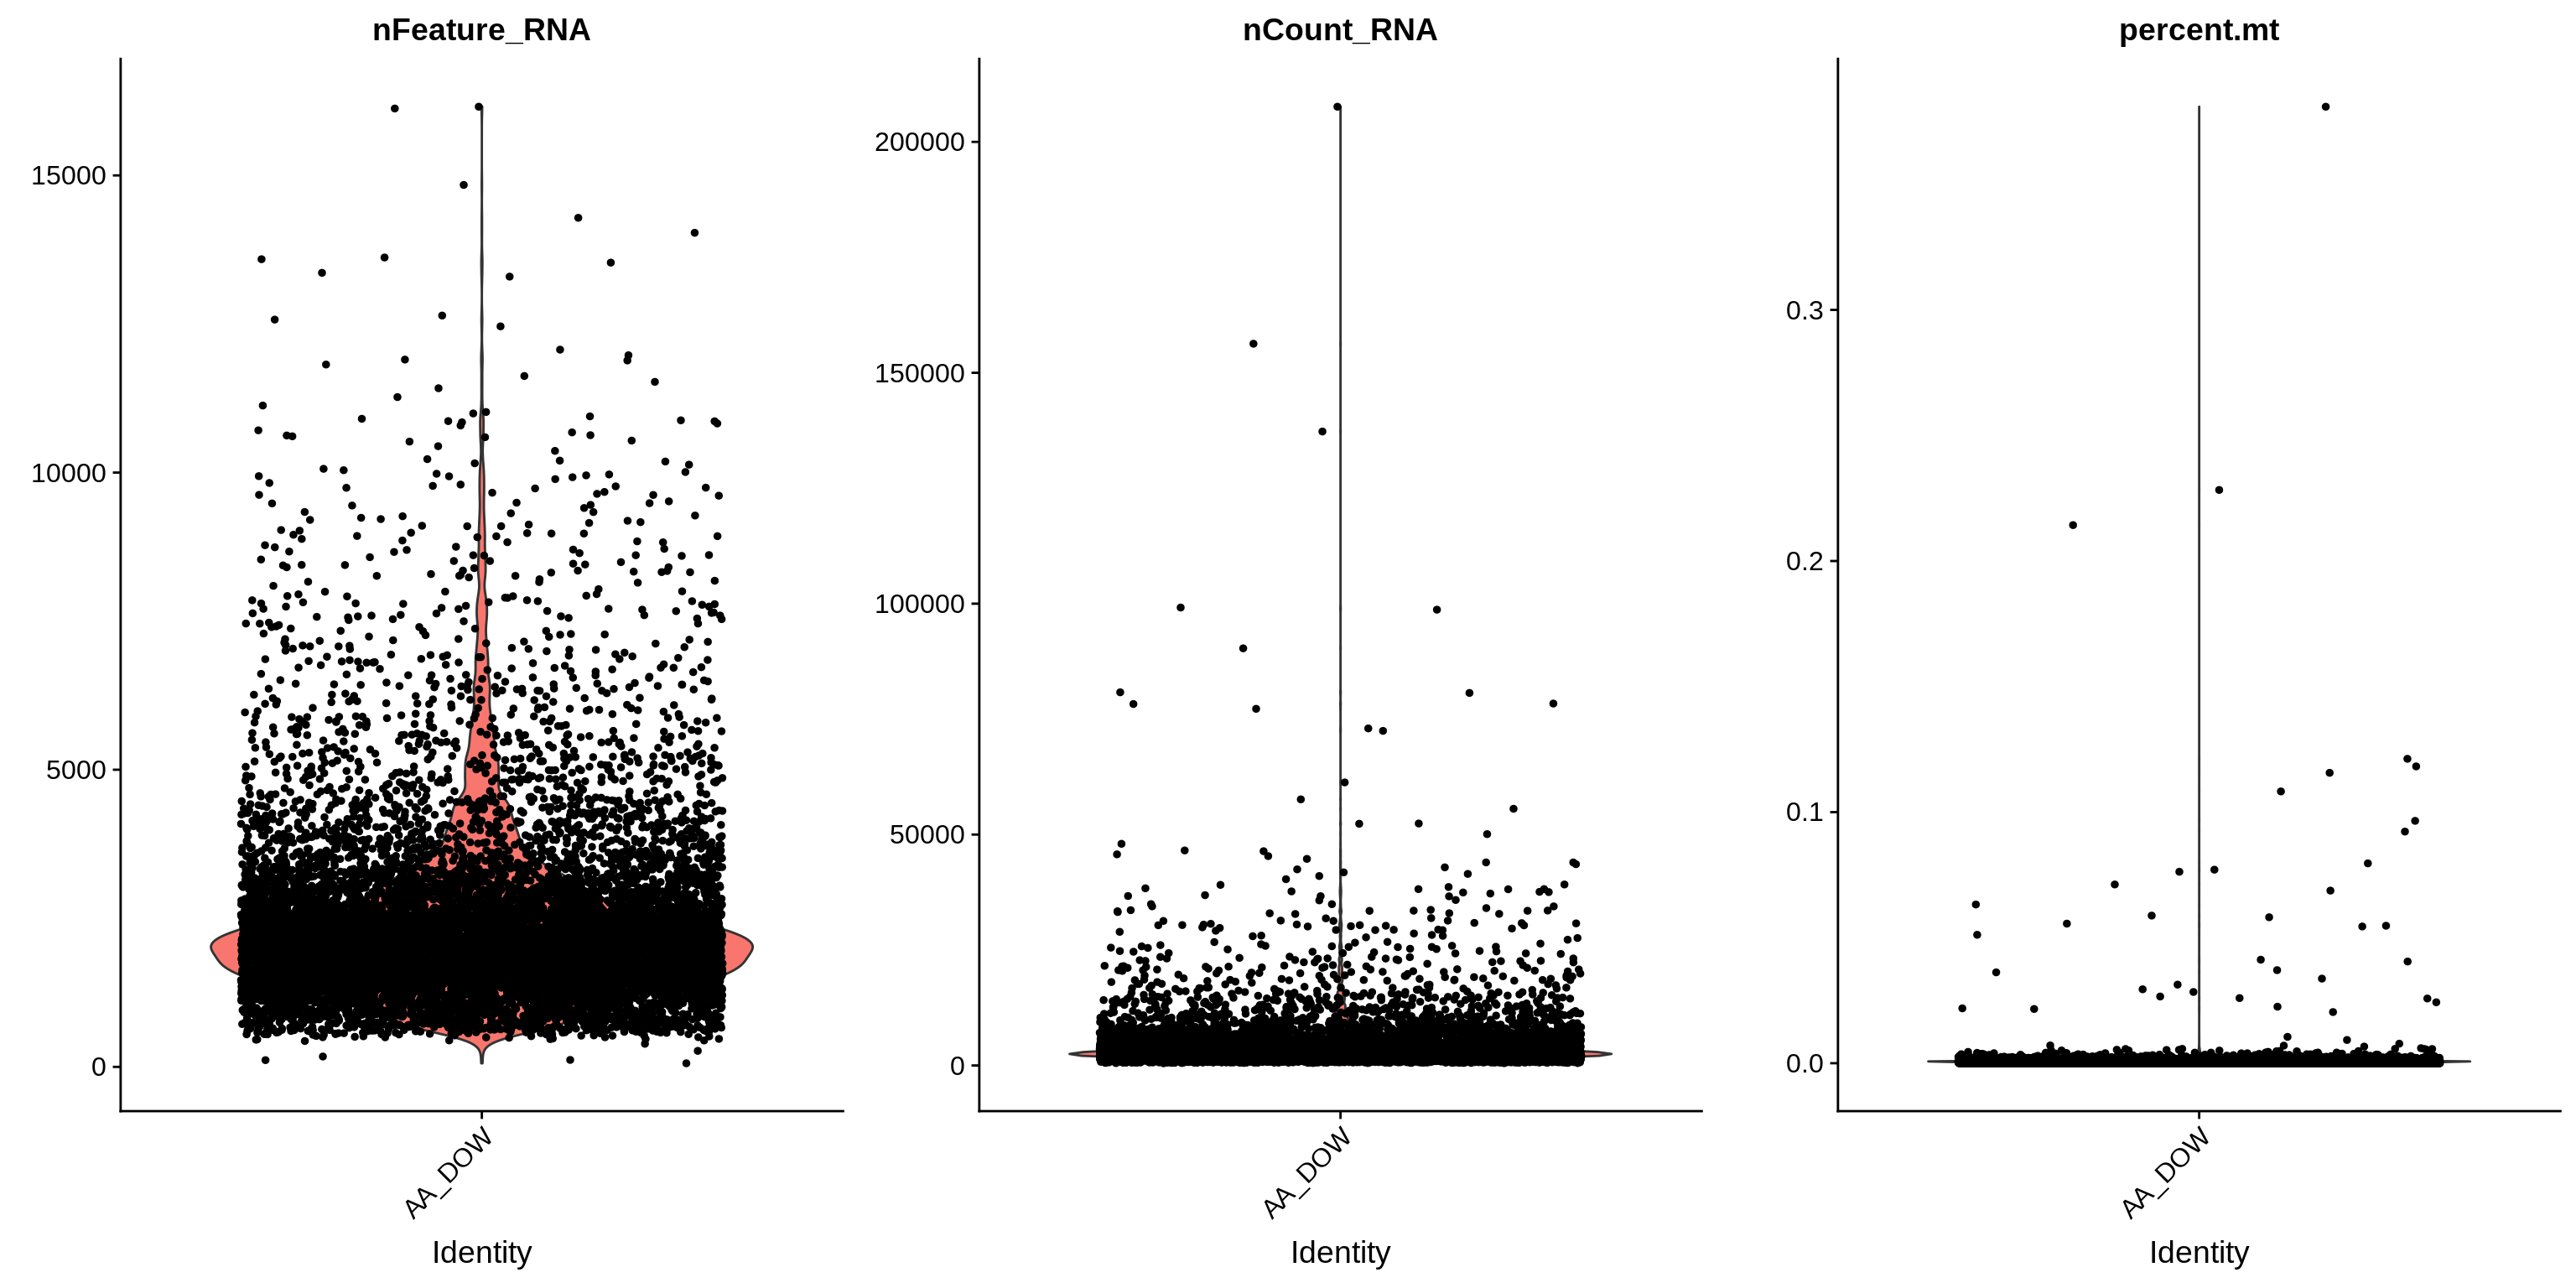 nFeature_RNA
15000
10000
5000
0
AA_DOW
Identity
nCount_RNA
200000
150000
100000
50000
0
AA_DOW
Identity
percent.mt
0.3
0.2
0.1
0.0
AA_DOW
Identity